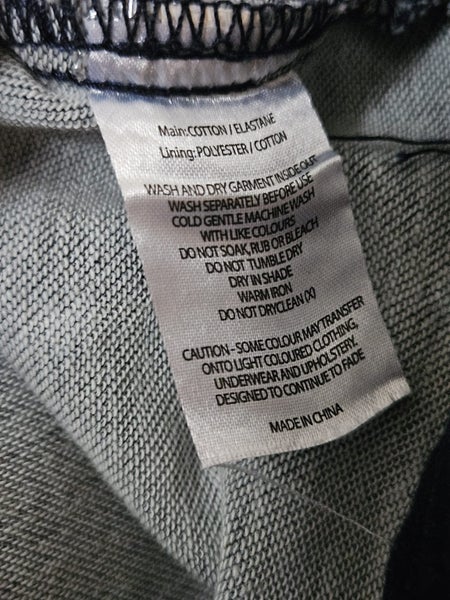 Main:COTTON / ELASTANE
Lining:POLYESTER / COTTON
WASH AND DRY GARMENT INSIDE OUT
WASH SEPARATELY BEFORE USE
COLD GENTLE MACHINE WASH
WITH LIKE COLOURS
DO NOT SOAK, RUB OR BLEACH
DO NOT TUMBLE DRY
DRY IN SHADE
WARM IRON
DO NOT DRYCLEAN (X)
CAUTION - SOME COLOUR MAY TRANSFER
ONTO LIGHT COLOURED CLOTHING,
UNDERWEAR AND UPHOLSTERY.
DESIGNED TO CONTINUE TO FADE
MADE IN CHINA